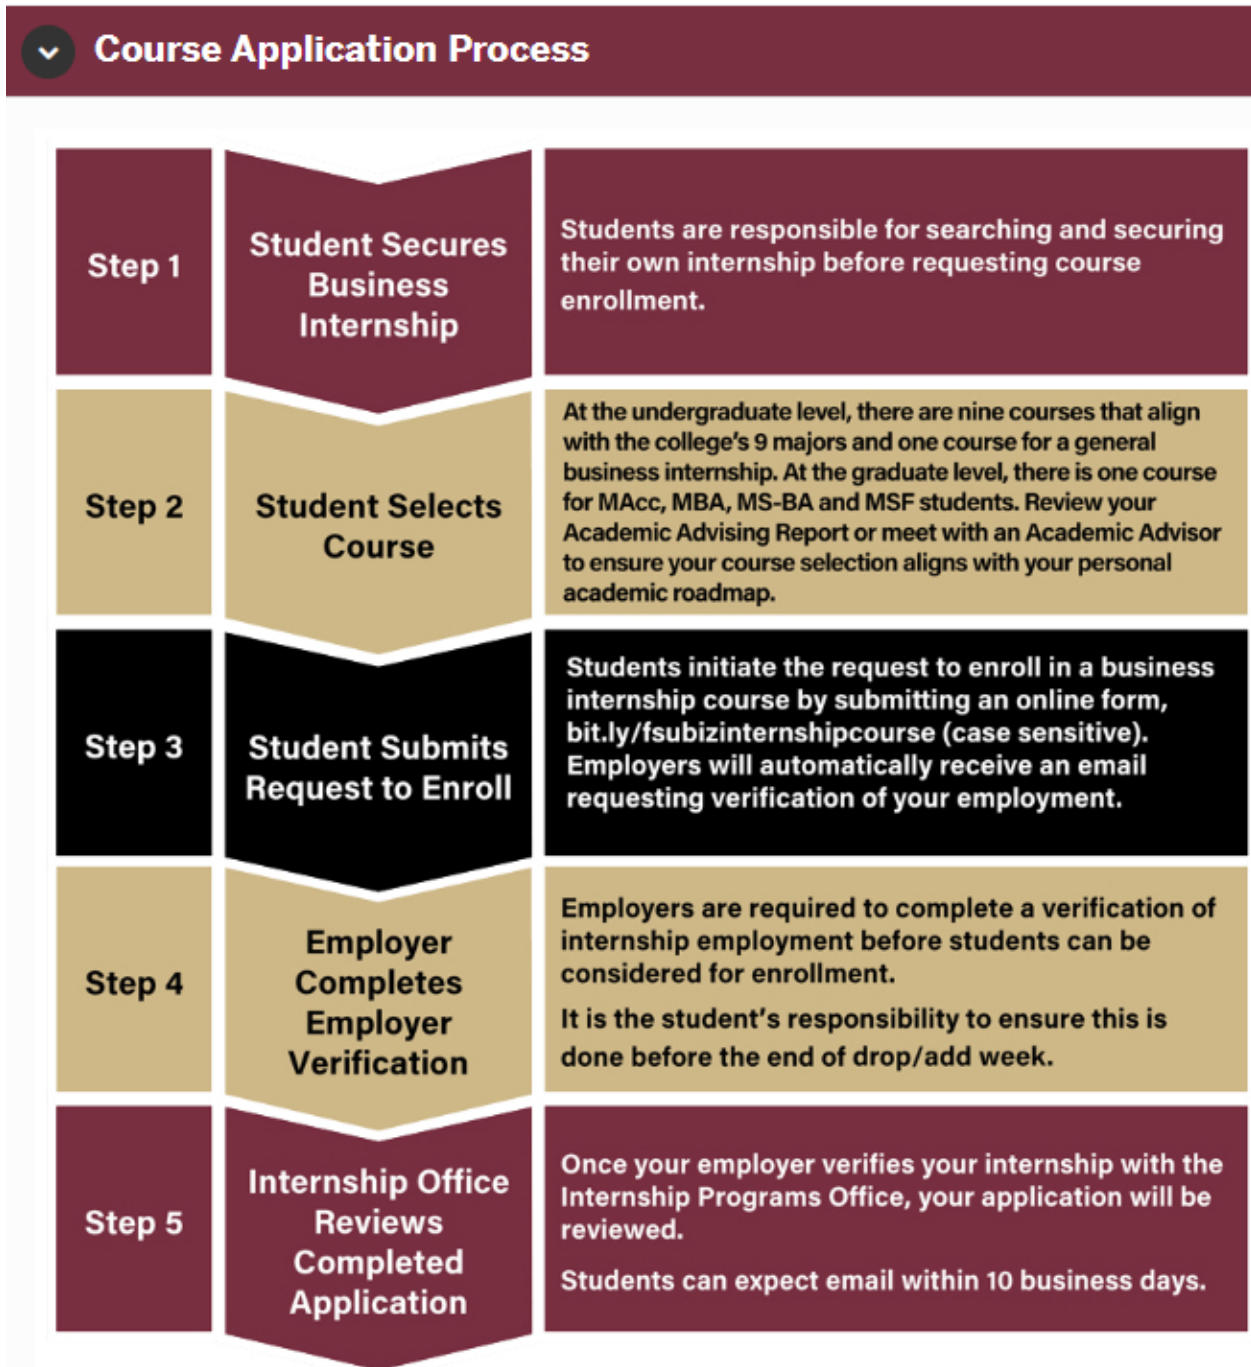 Course Application Process
Step 1
Student Secures
Business
Internship
Students are responsible for searching and securing
their own internship before requesting course
enrollment.
Step 2
Student Selects
Course
At the undergraduate level, there are nine courses that align
with the college's 9 majors and one course for a general
business internship. At the graduate level, there is one course
for MAcc, MBA, MS-BA and MSF students. Review your
Academic Advising Report or meet with an Academic Advisor
to ensure your course selection aligns with your personal
academic roadmap.
Step 3
Student Submits
Request to Enroll
Students initiate the request to enroll in a business
internship course by submitting an online form,
bit.ly/fsubizinternshipcourse (case sensitive).
Employers will automatically receive an email
requesting verification of your employment.
Step 4
Employer
Completes
Employer
Verification
Employers are required to complete a verification of
internship employment before students can be
considered for enrollment.
It is the student's responsibility to ensure this is
done before the end of drop/add week.
Step 5
Internship Office
Reviews
Completed
Application
Once your employer verifies your internship with the
Internship Programs Office, your application will be
reviewed.
Students can expect email within 10 business days.